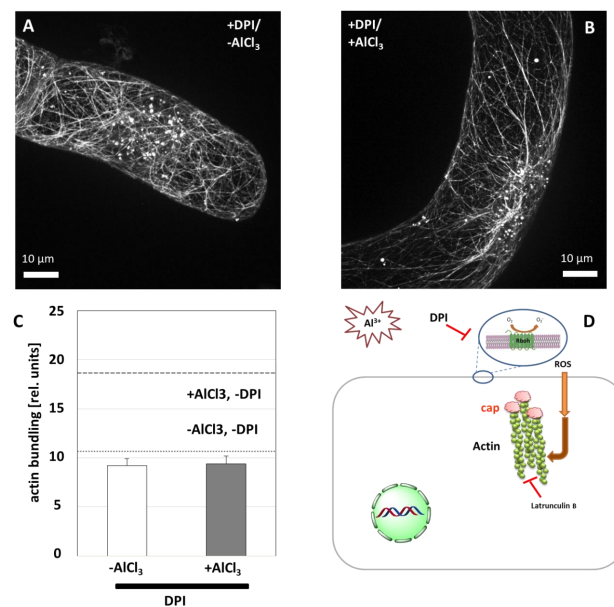 A
+DPI/
-AlCl₃
10 µm
+DPI/
+AlCl₃
B
10 µm
C
actin bundling [rel. units]
25
20
15
10
5
0
+AlCl3, -DPI
-AlCl3, -DPI
-AlCl₃
+AlCl₃
DPI
D
Al³⁺
DPI
O₂
O₂⁻
Rboh
ROS
cap
Actin
Latrunculin B